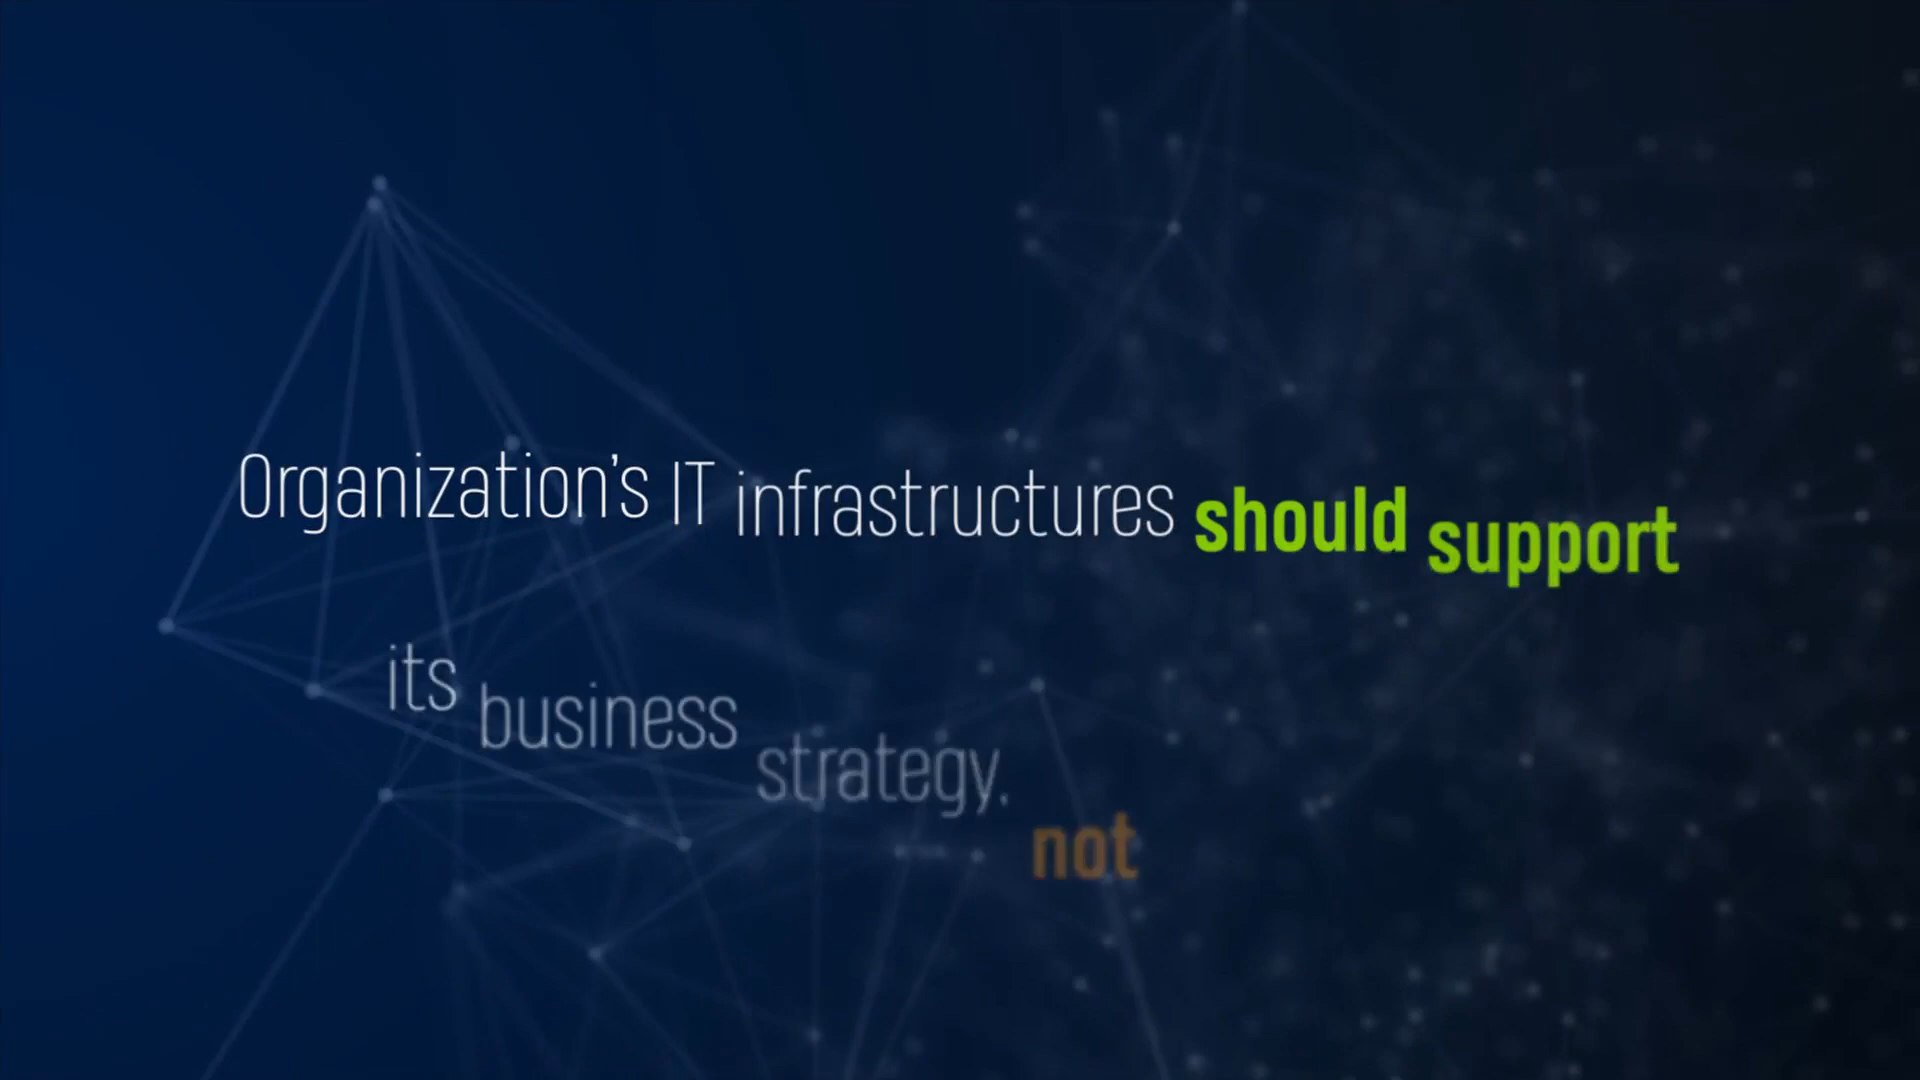 Organization's IT infrastructures should support
its business strategy. not